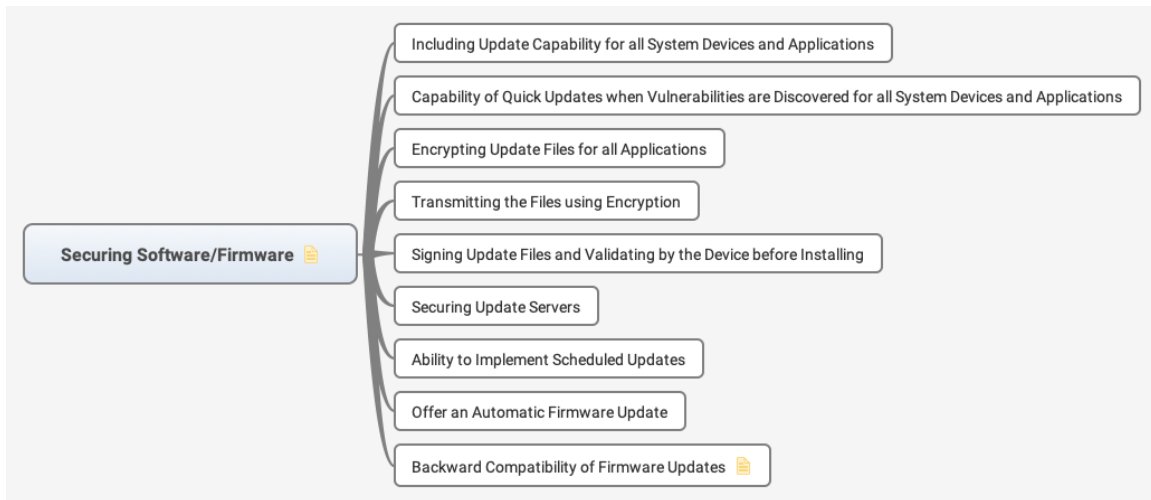 Including Update Capability for all System Devices and Applications
Capability of Quick Updates when Vulnerabilities are Discovered for all System Devices and Applications
Encrypting Update Files for all Applications
Transmitting the Files using Encryption
Securing Software/Firmware
Signing Update Files and Validating by the Device before Installing
Securing Update Servers
Ability to Implement Scheduled Updates
Offer an Automatic Firmware Update
Backward Compatibility of Firmware Updates